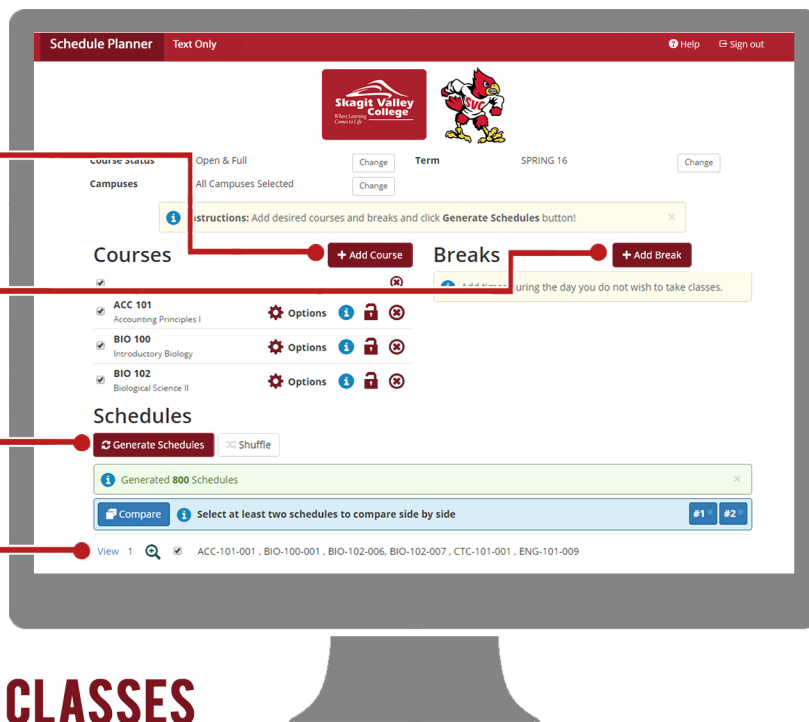 Schedule Planner Text Only Help Sign out
Skagit Valley
College
Where Learning
Comes to Life
SVC
Course Status Open & Full Change Term SPRING 16 Change
Campuses All Campuses Selected Change
structions: Add desired courses and breaks and click Generate Schedules button! ×
Courses + Add Course Breaks + Add Break
Add times uring the day you do not wish to take classes.
ACC 101
Accounting Principles I Options
BIO 100
Introductory Biology Options
BIO 102
Biological Science II Options
Schedules
Generate Schedules Shuffle
Generated 800 Schedules ×
Compare Select at least two schedules to compare side by side #1 × #2 ×
View 1 ACC-101-001 , BIO-100-001 , BIO-102-006, BIO-102-007 , CTC-101-001 , ENG-101-009
CLASSES